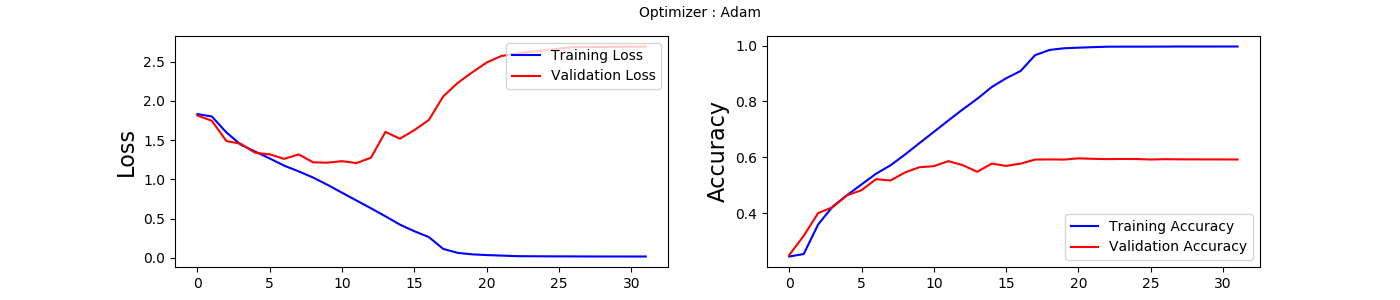 Optimizer : Adam
Loss
2.5
2.0
1.5
1.0
0.5
0.0
0 5 10 15 20 25 30
Training Loss
Validation Loss
Accuracy
1.0
0.8
0.6
0.4
0 5 10 15 20 25 30
Training Accuracy
Validation Accuracy